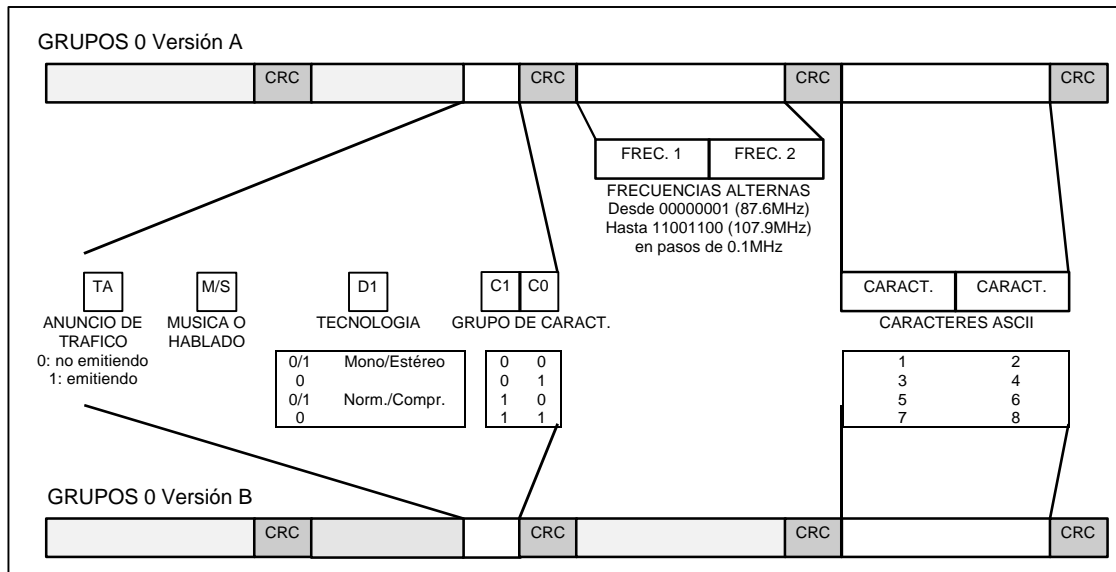 GRUPOS 0 Versión A
CRC CRC CRC CRC
FREC. 1 FREC. 2
FRECUENCIAS ALTERNAS
Desde 00000001 (87.6MHz)
Hasta 11001100 (107.9MHz)
en pasos de 0.1MHz
TA M/S D1 C1 C0 CARACT. CARACT.
ANUNCIO DE TRAFICO
0: no emitiendo
1: emitiendo
MUSICA O HABLADO
TECNOLOGIA
GRUPO DE CARACT.
CARACTERES ASCII
0/1 Mono/Estéreo 0 0 1 2
0 0 1 3 4
0/1 Norm./Compr. 1 0 5 6
0 1 1 7 8
GRUPOS 0 Versión B
CRC CRC CRC CRC